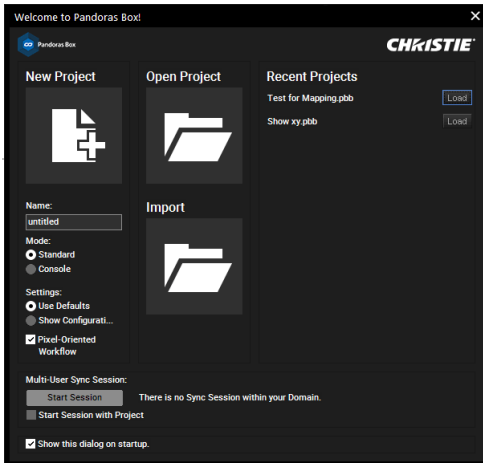 Welcome to Pandoras Box!
Pandoras Box
CHRISTIE
New Project
Open Project
Recent Projects
Test for Mapping.pbb
Load
Show xy.pbb
Load
Name:
untitled
Import
Mode:
Standard
Console
Settings:
Use Defaults
Show Configurati...
Pixel-Oriented
Workflow
Multi-User Sync Session:
Start Session
There is no Sync Session within your Domain.
Start Session with Project
Show this dialog on startup.